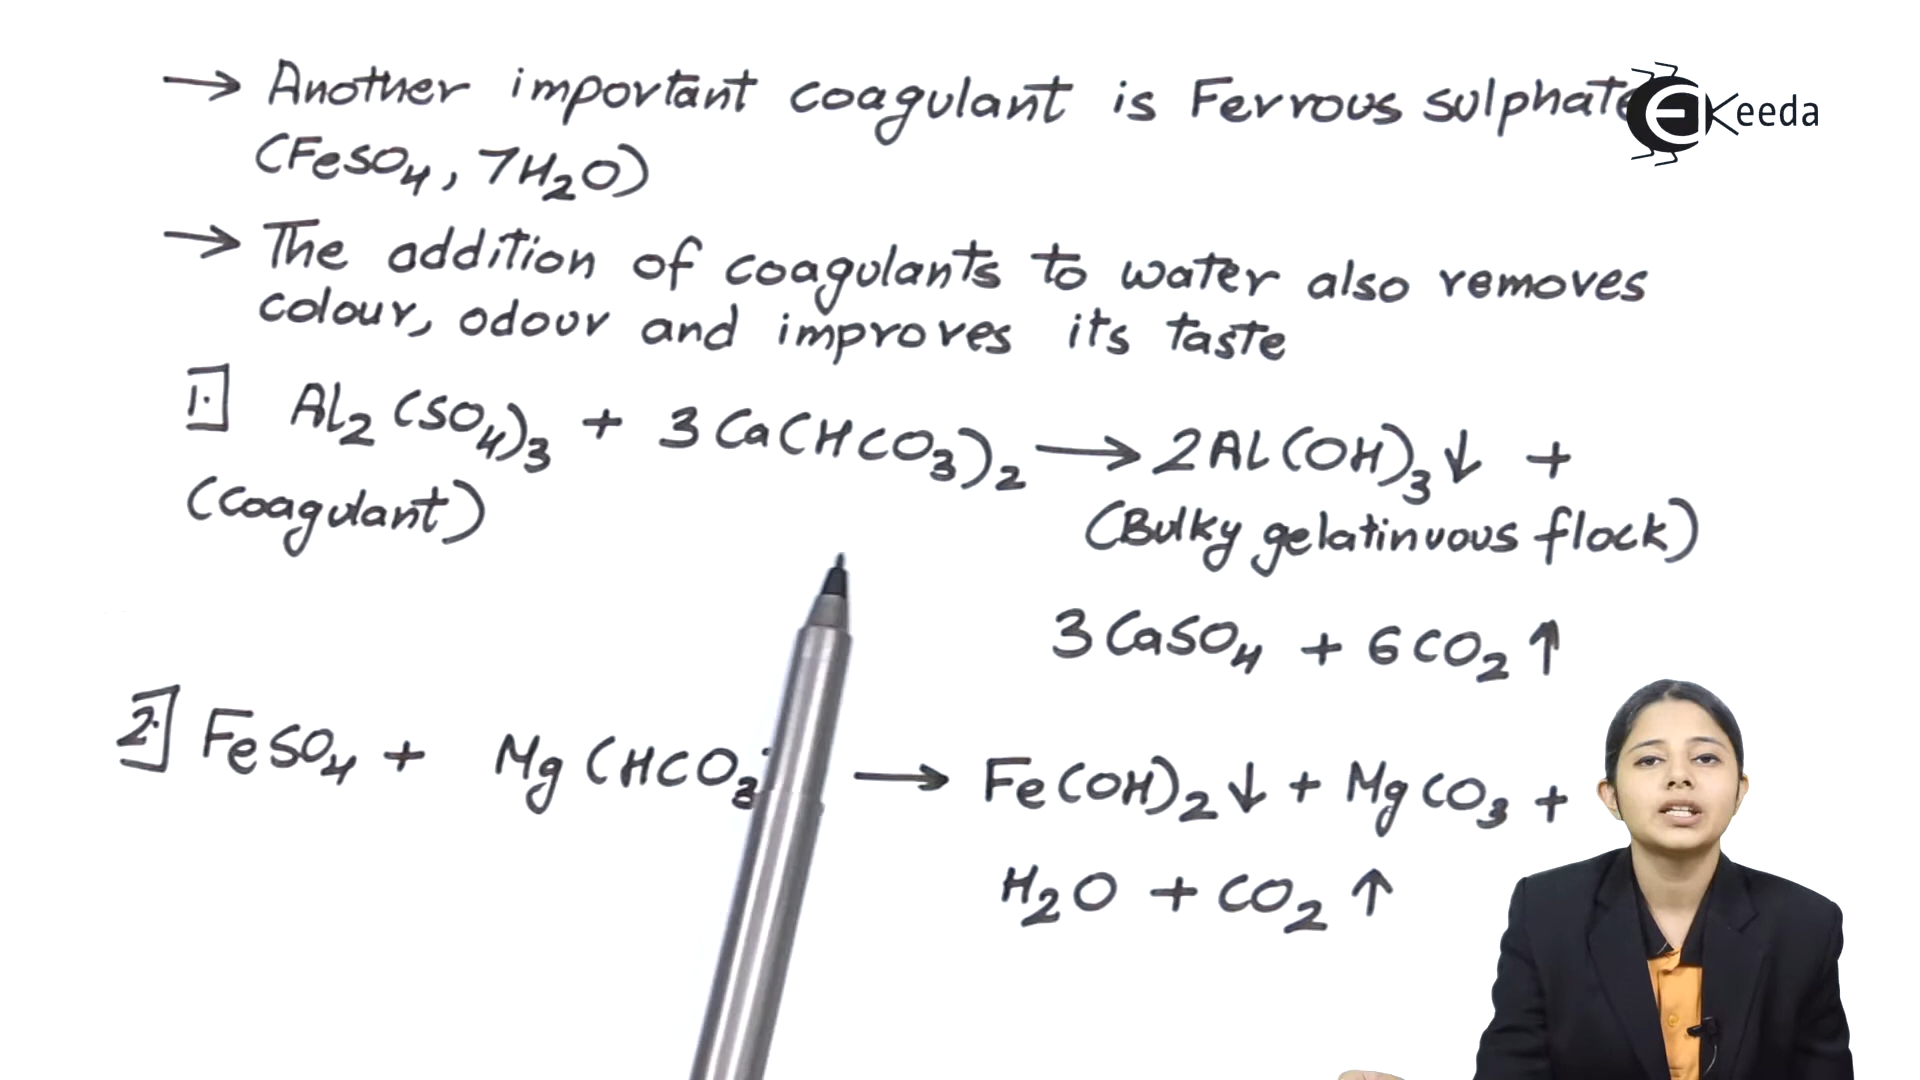 → Another important coagulant is Ferrous sulphate
EKeeda
(FeSO₄, 7H₂O)
→ The addition of coagulants to water also removes
colour, odour and improves its taste
1. Al₂(SO₄)₃ + 3Ca(HCO₃)₂ → 2Al(OH)₃↓ +
(Coagulant) (Bulky gelatinuous flock)
3CaSO₄ + 6CO₂↑
2. FeSO₄ + Mg(HCO₃ → Fe(OH)₂↓ + MgCO₃ +
H₂O + CO₂↑